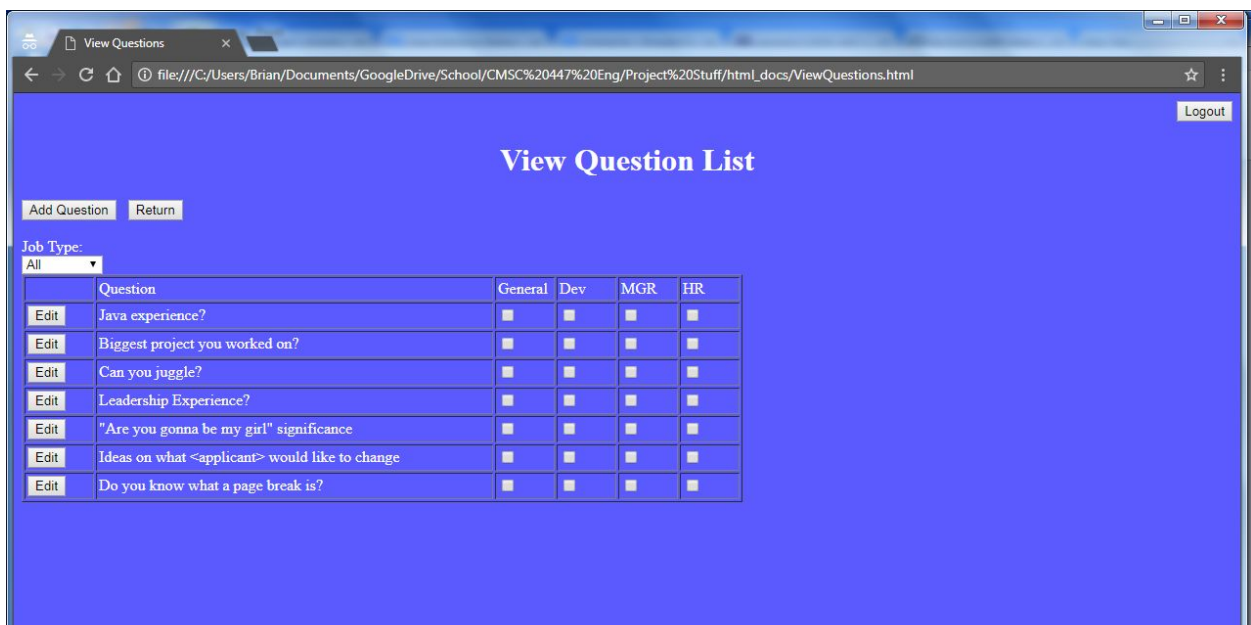 View Questions
file:///C:/Users/Brian/Documents/GoogleDrive/School/CMSC%20447%20Eng/Project%20Stuff/html_docs/ViewQuestions.html
Logout
View Question List
Add Question Return
Job Type:
All
Question General Dev MGR HR
Edit Java experience?
Edit Biggest project you worked on?
Edit Can you juggle?
Edit Leadership Experience?
Edit "Are you gonna be my girl" significance
Edit Ideas on what <applicant> would like to change
Edit Do you know what a page break is?